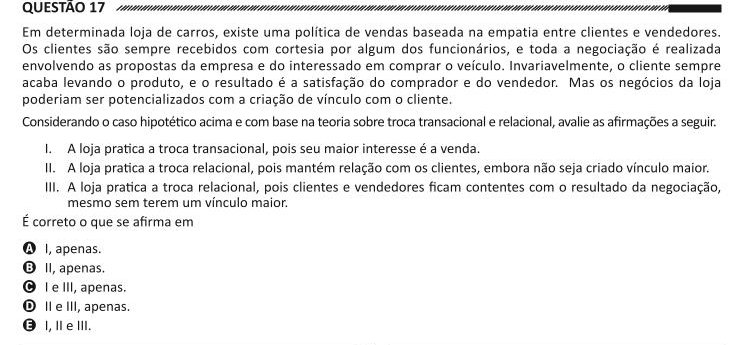 QUESTÃO 17
Em determinada loja de carros, existe uma política de vendas baseada na empatia entre clientes e vendedores.
Os clientes são sempre recebidos com cortesia por algum dos funcionários, e toda a negociação é realizada
envolvendo as propostas da empresa e do interessado em comprar o veículo. Invariavelmente, o cliente sempre
acaba levando o produto, e o resultado é a satisfação do comprador e do vendedor. Mas os negócios da loja
poderiam ser potencializados com a criação de vínculo com o cliente.
Considerando o caso hipotético acima e com base na teoria sobre troca transacional e relacional, avalie as afirmações a seguir.
I. A loja pratica a troca transacional, pois seu maior interesse é a venda.
II. A loja pratica a troca relacional, pois mantém relação com os clientes, embora não seja criado vínculo maior.
III. A loja pratica a troca relacional, pois clientes e vendedores ficam contentes com o resultado da negociação,
mesmo sem terem um vínculo maior.
É correto o que se afirma em
A I, apenas.
B II, apenas.
C I e III, apenas.
D II e III, apenas.
E I, II e III.